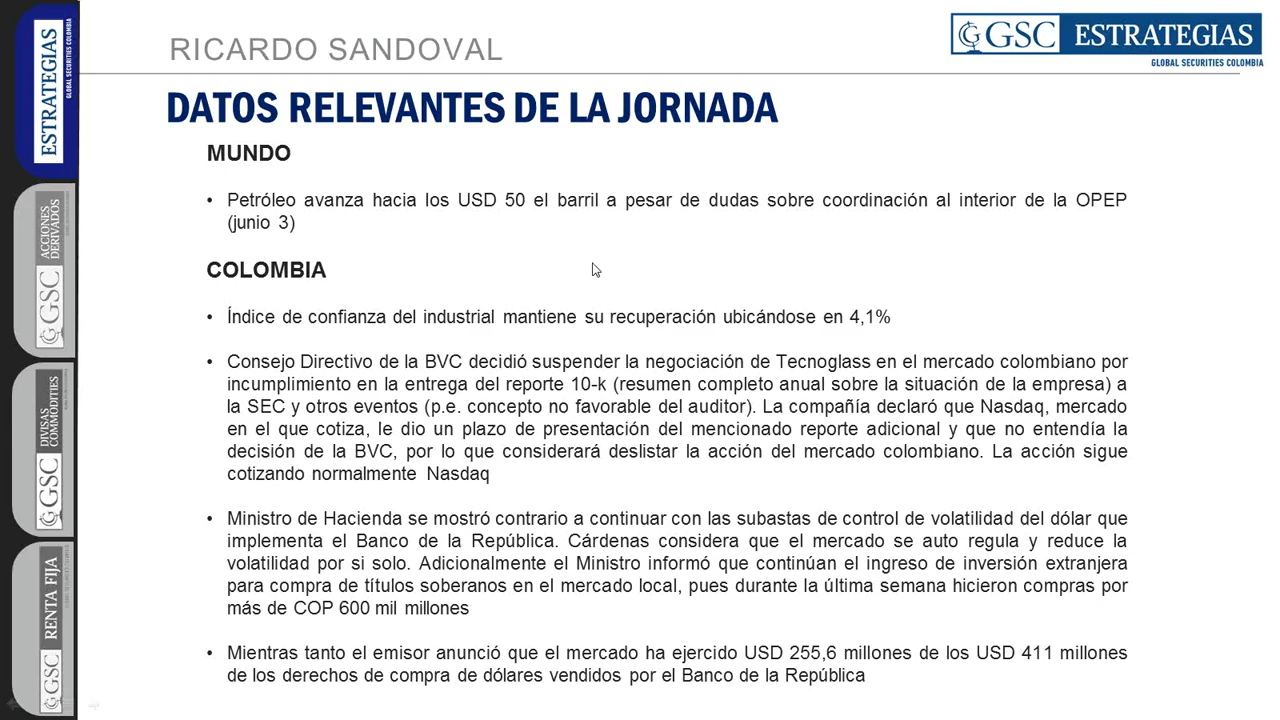 RICARDO SANDOVAL
GSC ESTRATEGIAS
GLOBAL SECURITIES COLOMBIA
DATOS RELEVANTES DE LA JORNADA
MUNDO
• Petróleo avanza hacia los USD 50 el barril a pesar de dudas sobre coordinación al interior de la OPEP
(junio 3)
COLOMBIA
• Índice de confianza del industrial mantiene su recuperación ubicándose en 4,1%
• Consejo Directivo de la BVC decidió suspender la negociación de Tecnoglass en el mercado colombiano por
incumplimiento en la entrega del reporte 10-k (resumen completo anual sobre la situación de la empresa) a
la SEC y otros eventos (p.e. concepto no favorable del auditor). La compañía declaró que Nasdaq, mercado
en el que cotiza, le dio un plazo de presentación del mencionado reporte adicional y que no entendía la
decisión de la BVC, por lo que considerará deslistar la acción del mercado colombiano. La acción sigue
cotizando normalmente Nasdaq
• Ministro de Hacienda se mostró contrario a continuar con las subastas de control de volatilidad del dólar que
implementa el Banco de la República. Cárdenas considera que el mercado se auto regula y reduce la
volatilidad por si solo. Adicionalmente el Ministro informó que continúan el ingreso de inversión extranjera
para compra de títulos soberanos en el mercado local, pues durante la última semana hicieron compras por
más de COP 600 mil millones
• Mientras tanto el emisor anunció que el mercado ha ejercido USD 255,6 millones de los USD 411 millones
de los derechos de compra de dólares vendidos por el Banco de la República
ESTRATEGIAS
GLOBAL SECURITIES COLOMBIA
GSC ACCIONES
DERIVADOS
GSC DIVISAS
COMMODITIES
GSC RENTA FIJA